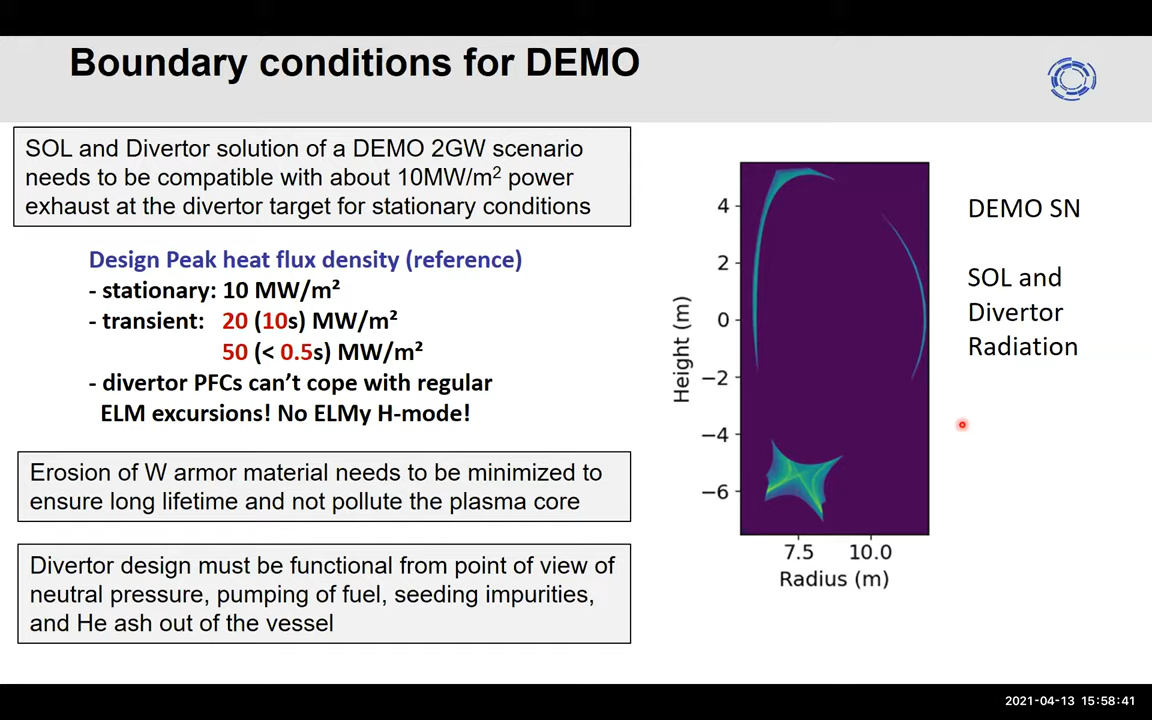 Boundary conditions for DEMO
SOL and Divertor solution of a DEMO 2GW scenario
needs to be compatible with about 10MW/m² power
exhaust at the divertor target for stationary conditions
Design Peak heat flux density (reference)
- stationary: 10 MW/m²
- transient: 20 (10s) MW/m²
50 (< 0.5s) MW/m²
- divertor PFCs can’t cope with regular
ELM excursions! No ELMy H-mode!
Erosion of W armor material needs to be minimized to
ensure long lifetime and not pollute the plasma core
Divertor design must be functional from point of view of
neutral pressure, pumping of fuel, seeding impurities,
and He ash out of the vessel
Height (m)
4
2
0
−2
−4
−6
7.5 10.0
Radius (m)
DEMO SN
SOL and
Divertor
Radiation
2021-04-13 15:58:41